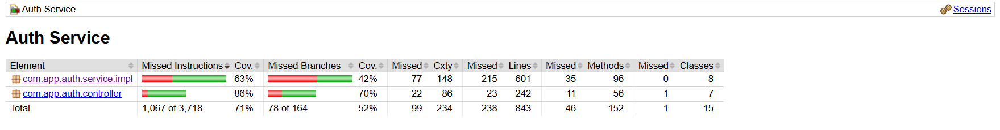 Auth Service Sessions
Auth Service
Element Missed Instructions Cov. Missed Branches Cov. Missed Cxty Missed Lines Missed Methods Missed Classes
com.app.auth.service.impl 63% 42% 77 148 215 601 35 96 0 8
com.app.auth.controller 86% 70% 22 86 23 242 11 56 1 7
Total 1,067 of 3,718 71% 78 of 164 52% 99 234 238 843 46 152 1 15